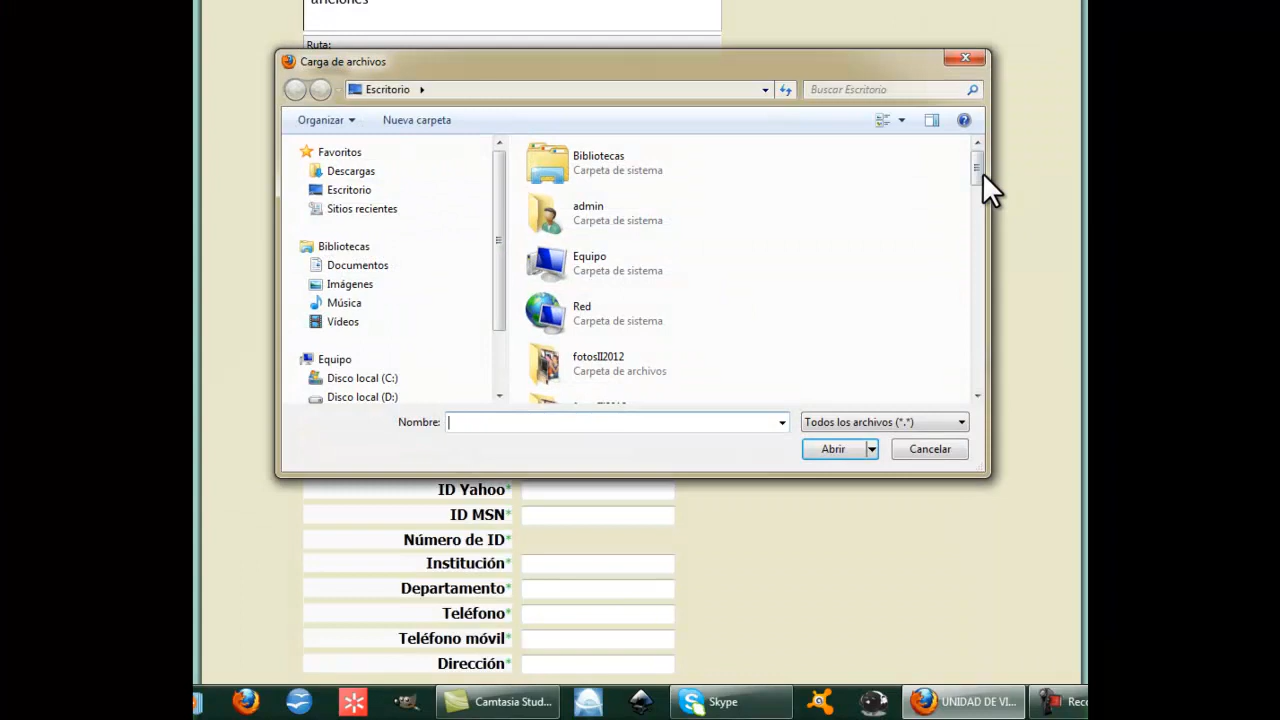 Ruta:
Carga de archivos
Escritorio
Buscar Escritorio
Organizar
Nueva carpeta
Favoritos
Descargas
Escritorio
Sitios recientes
Bibliotecas
Documentos
Imágenes
Música
Vídeos
Equipo
Disco local (C:)
Disco local (D:)
Bibliotecas
Carpeta de sistema
admin
Carpeta de sistema
Equipo
Carpeta de sistema
Red
Carpeta de sistema
fotosII2012
Carpeta de archivos
Nombre:
Todos los archivos (*.*)
Abrir
Cancelar
ID Yahoo*
ID MSN*
Número de ID*
Institución*
Departamento*
Teléfono*
Teléfono móvil*
Dirección*
Camtasia Stud...
Skype
UNIDAD DE VI...
Reco